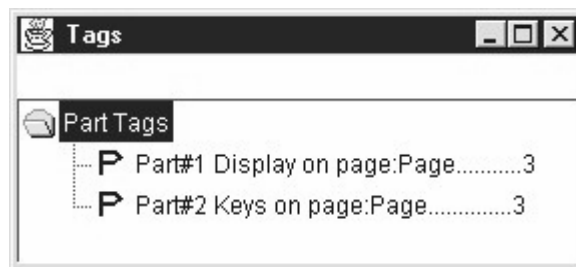 Tags
Part Tags
P Part#1 Display on page:Page..........3
P Part#2 Keys on page:Page.............3